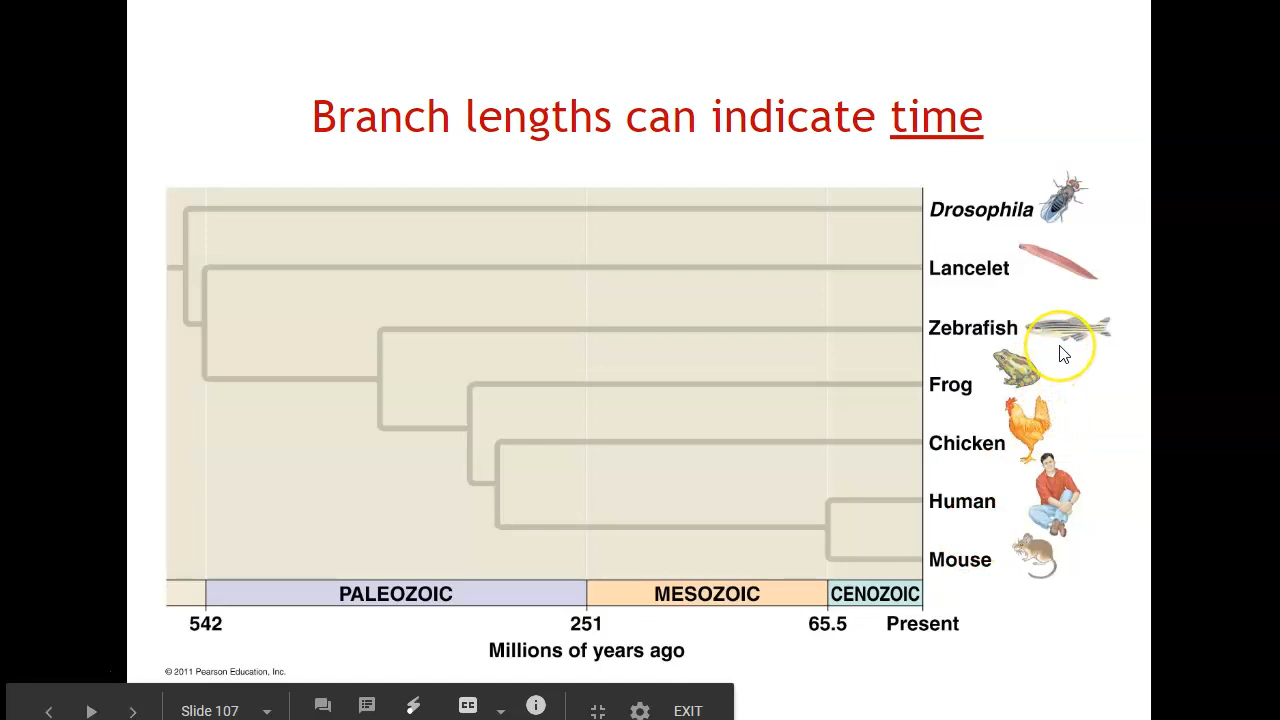 Branch lengths can indicate time
Drosophila
Lancelet
Zebrafish
Frog
Chicken
Human
Mouse
PALEOZOIC MESOZOIC CENOZOIC
542 251 65.5 Present
Millions of years ago
© 2011 Pearson Education, Inc.
Slide 107 CC EXIT